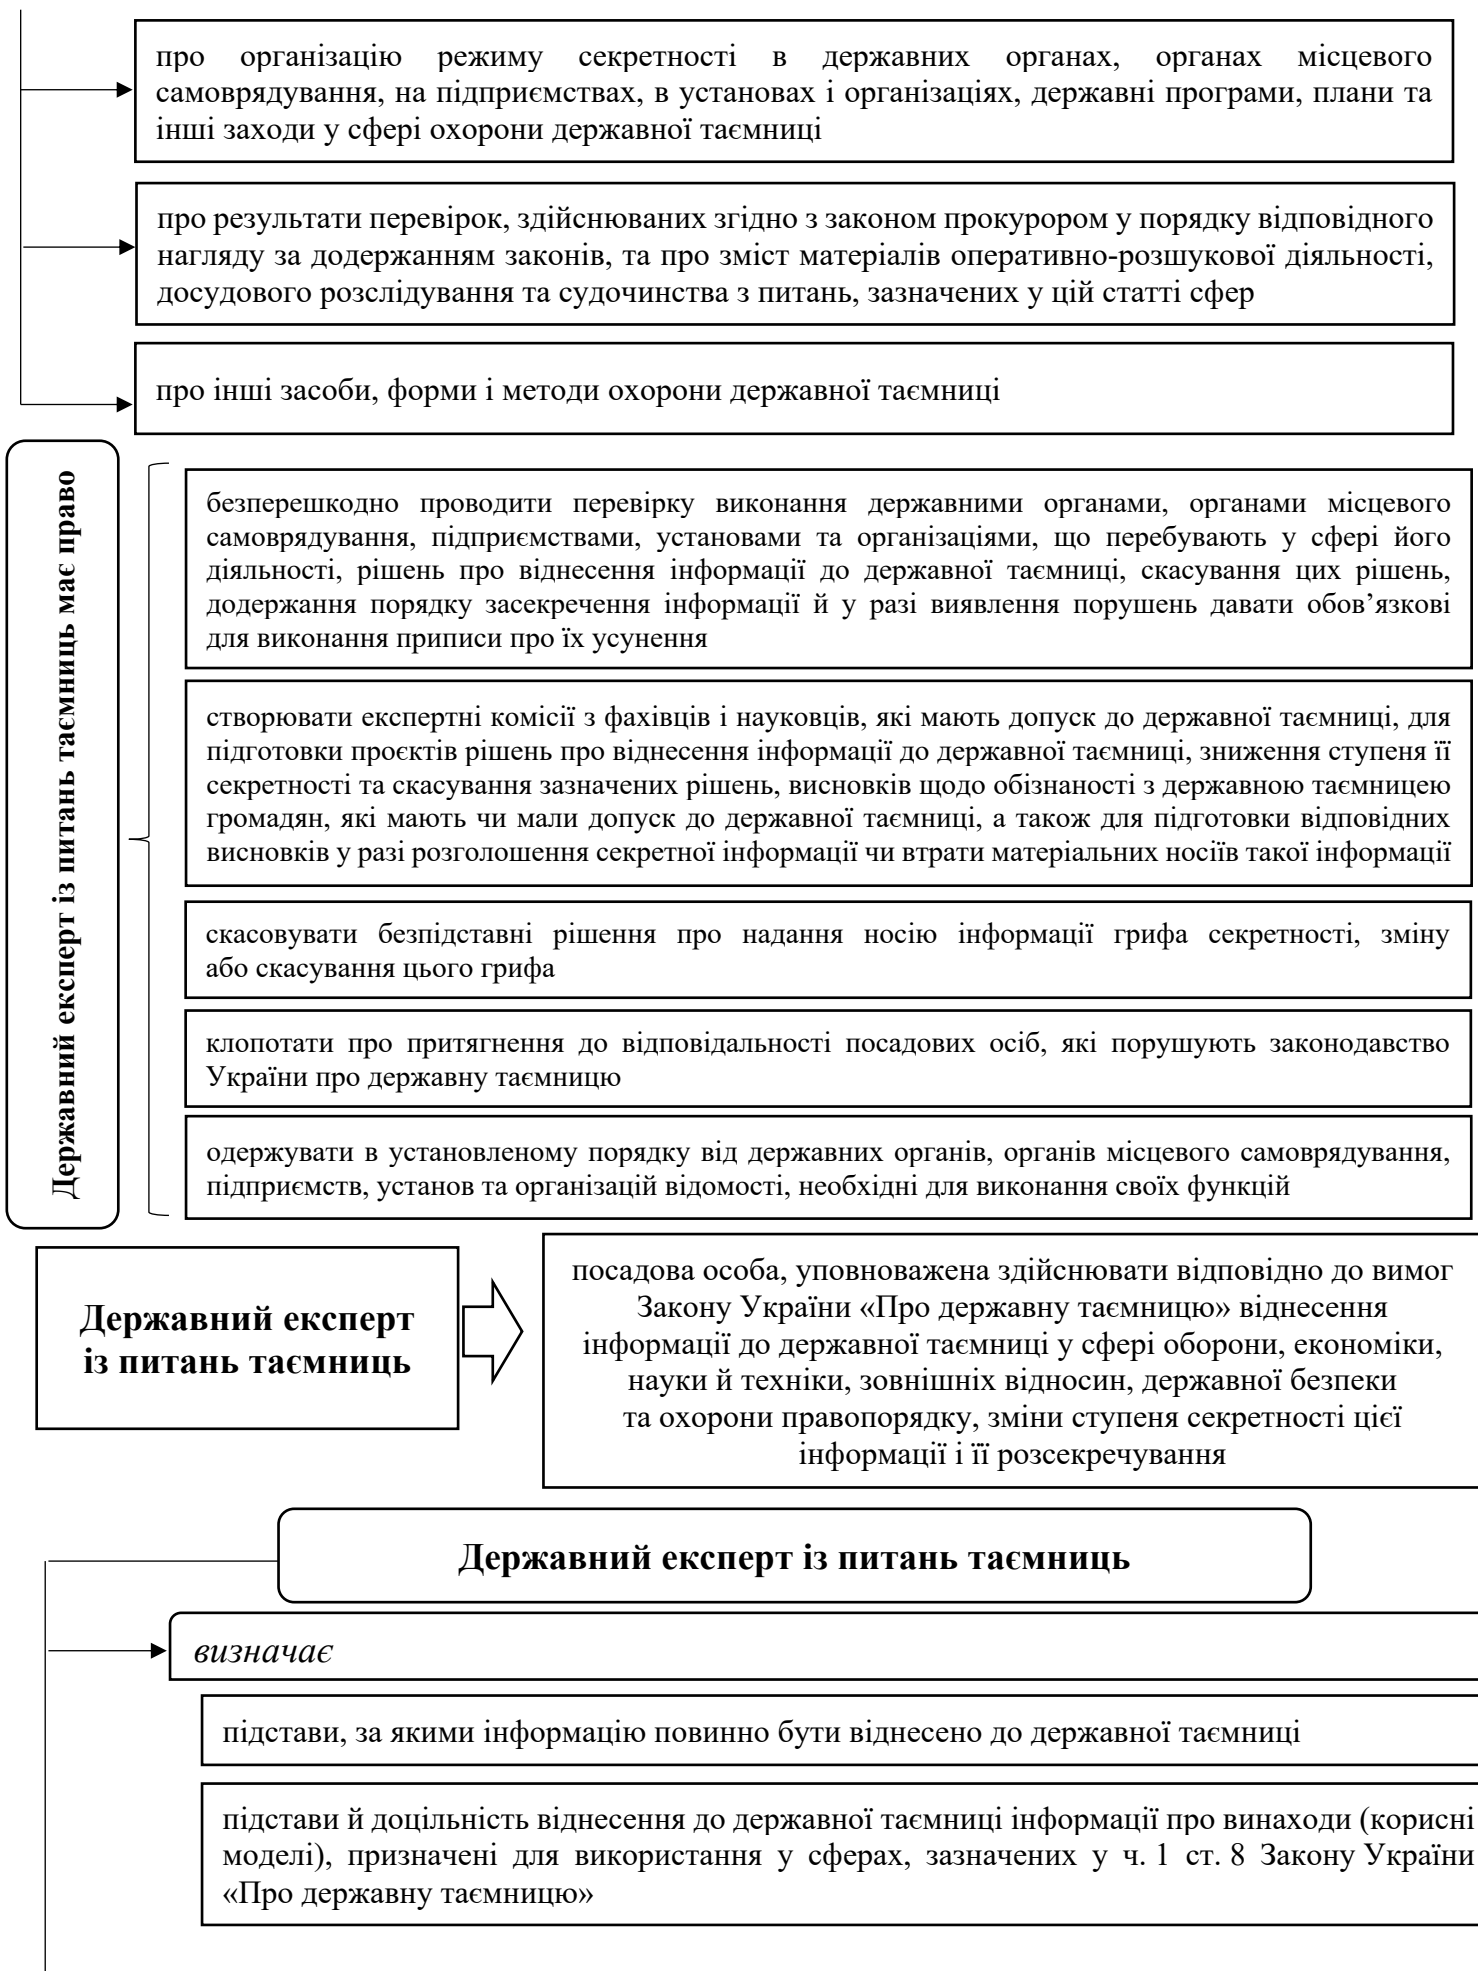 про організацію режиму секретності в державних органах, органах місцевого
самоврядування, на підприємствах, в установах і організаціях, державні програми, плани та
інші заходи у сфері охорони державної таємниці
про результати перевірок, здійснюваних згідно з законом прокурором у порядку відповідного
нагляду за додержанням законів, та про зміст матеріалів оперативно-розшукової діяльності,
досудового розслідування та судочинства з питань, зазначених у цій статті сфер
про інші засоби, форми і методи охорони державної таємниці
Державний експерт із питань таємниць має право
безперешкодно проводити перевірку виконання державними органами, органами місцевого
самоврядування, підприємствами, установами та організаціями, що перебувають у сфері його
діяльності, рішень про віднесення інформації до державної таємниці, скасування цих рішень,
додержання порядку засекречення інформації й у разі виявлення порушень давати обов’язкові
для виконання приписи про їх усунення
створювати експертні комісії з фахівців і науковців, які мають допуск до державної таємниці, для
підготовки проєктів рішень про віднесення інформації до державної таємниці, зниження ступеня її
секретності та скасування зазначених рішень, висновків щодо обізнаності з державною таємницею
громадян, які мають чи мали допуск до державної таємниці, а також для підготовки відповідних
висновків у разі розголошення секретної інформації чи втрати матеріальних носіїв такої інформації
скасовувати безпідставні рішення про надання носію інформації грифа секретності, зміну
або скасування цього грифа
клопотати про притягнення до відповідальності посадових осіб, які порушують законодавство
України про державну таємницю
одержувати в установленому порядку від державних органів, органів місцевого самоврядування,
підприємств, установ та організацій відомості, необхідні для виконання своїх функцій
Державний експерт
із питань таємниць
посадова особа, уповноважена здійснювати відповідно до вимог
Закону України «Про державну таємницю» віднесення
інформації до державної таємниці у сфері оборони, економіки,
науки й техніки, зовнішніх відносин, державної безпеки
та охорони правопорядку, зміни ступеня секретності цієї
інформації і її розсекречування
Державний експерт із питань таємниць
визначає
підстави, за якими інформацію повинно бути віднесено до державної таємниці
підстави й доцільність віднесення до державної таємниці інформації про винаходи (корисні
моделі), призначені для використання у сферах, зазначених у ч. 1 ст. 8 Закону України
«Про державну таємницю»